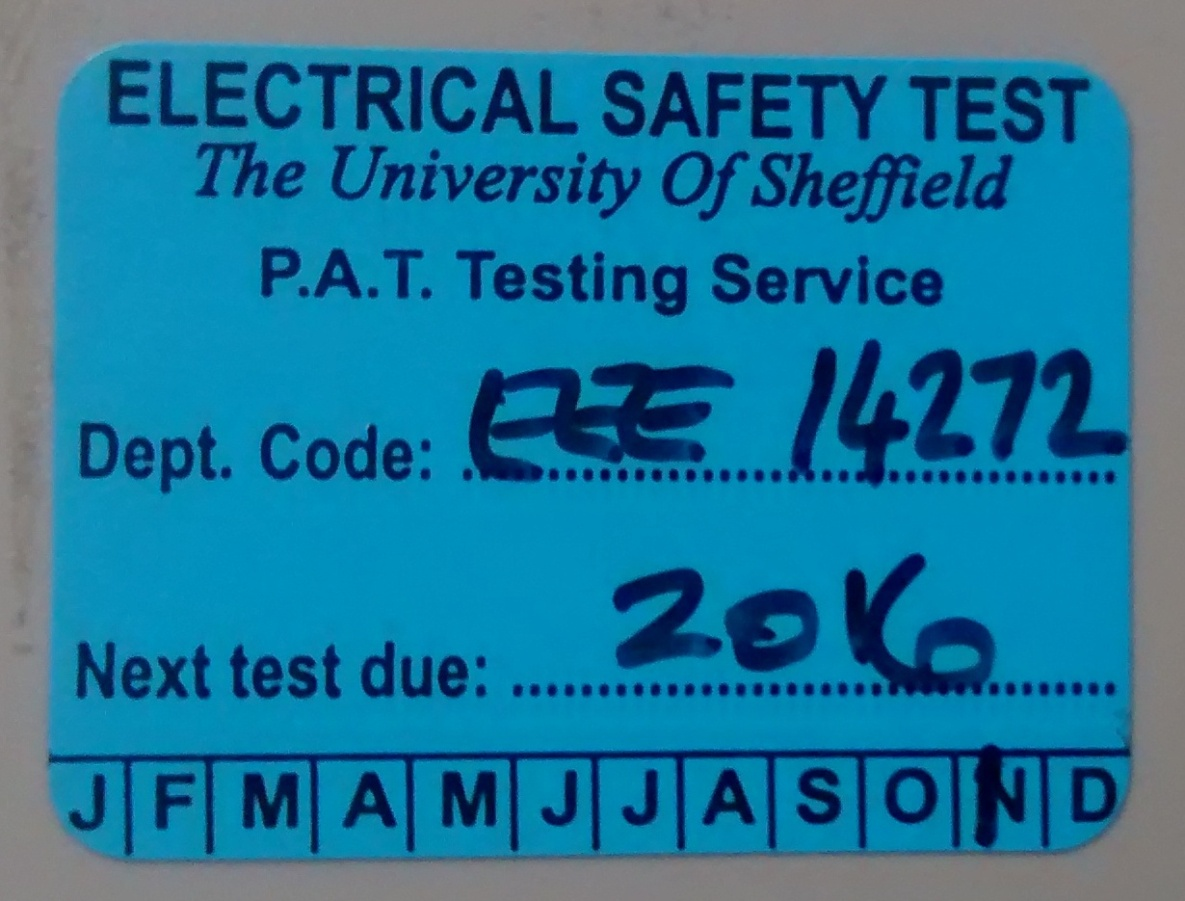 ELECTRICAL SAFETY TEST
The University Of Sheffield
P.A.T. Testing Service
Dept. Code: EEE 14272
Next test due: 2016
J F M A M J J A S O N D